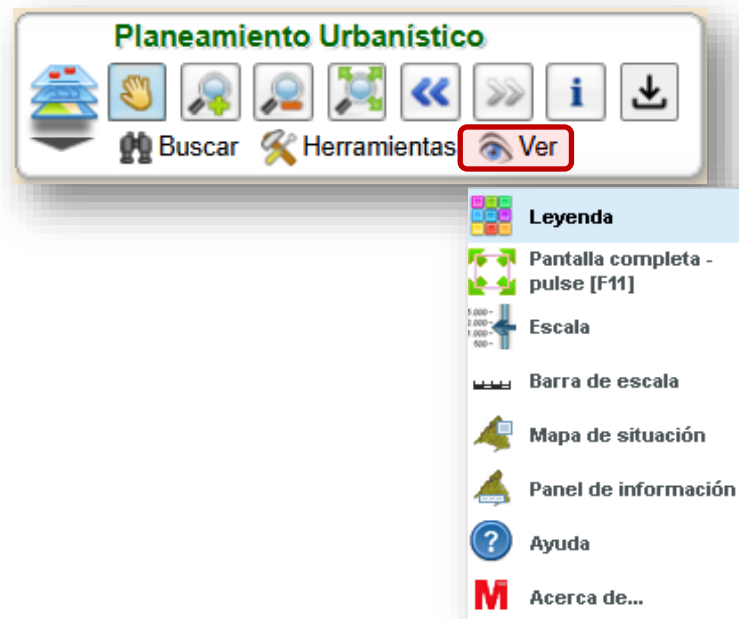 Planeamiento Urbanístico
i
Buscar Herramientas Ver
Leyenda
Pantalla completa -
pulse [F11]
Escala
Barra de escala
Mapa de situación
Panel de información
?
Ayuda
M Acerca de...